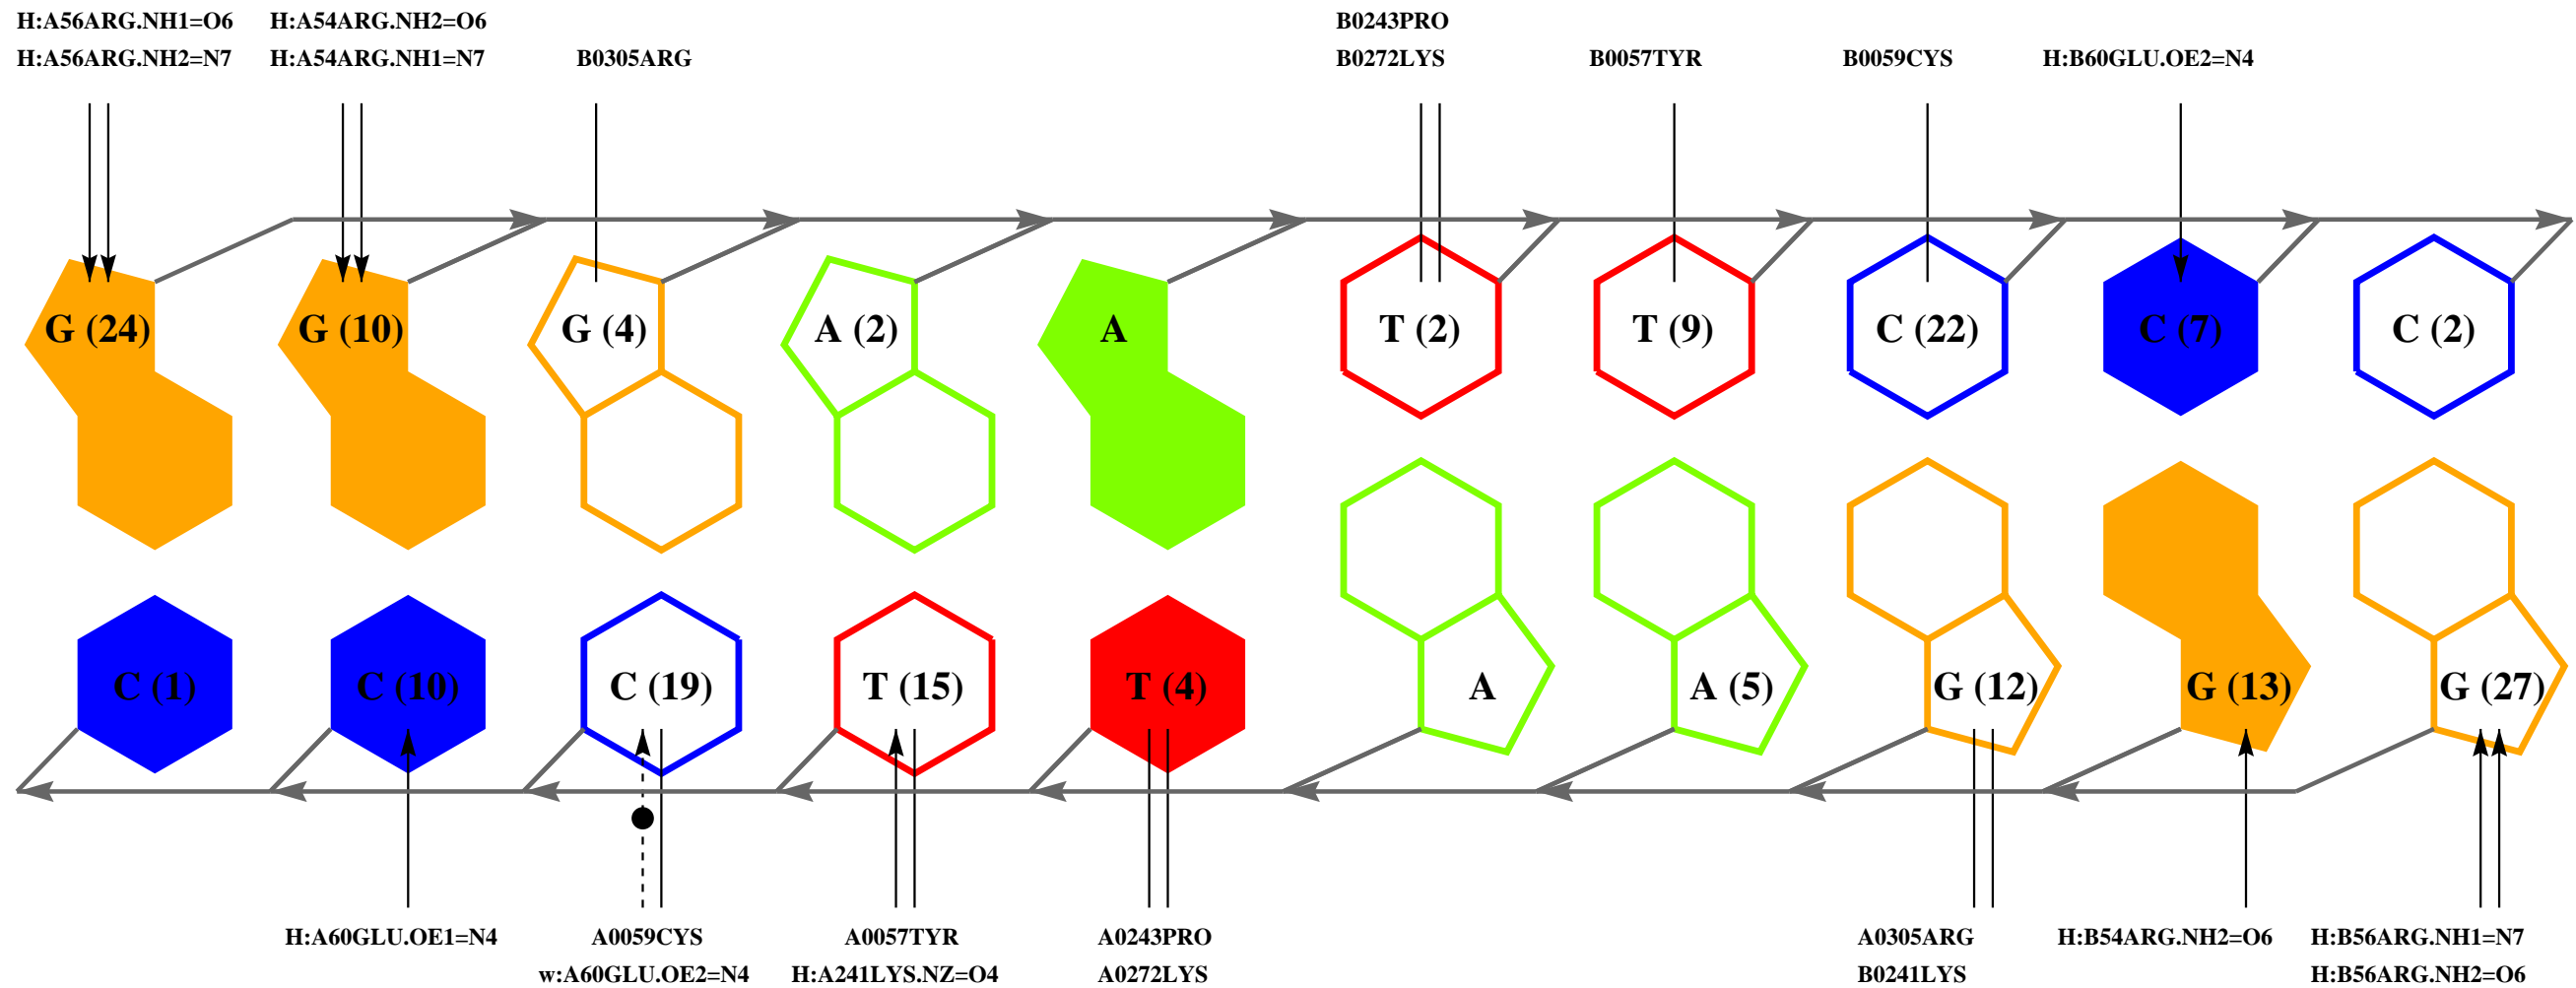 H:A56ARG.NH1=O6 H:A54ARG.NH2=O6 B0243PRO
H:A56ARG.NH2=N7 H:A54ARG.NH1=N7 B0305ARG B0272LYS B0057TYR B0059CYS H:B60GLU.OE2=N4
G (24) G (10) G (4) A (2) A T (2) T (9) C (22) C (7) C (2)
C (1) C (10) C (19) T (15) T (4) A A (5) G (12) G (13) G (27)
H:A60GLU.OE1=N4 A0059CYS A0057TYR A0243PRO A0305ARG H:B54ARG.NH2=O6 H:B56ARG.NH1=N7
w:A60GLU.OE2=N4 H:A241LYS.NZ=O4 A0272LYS B0241LYS H:B56ARG.NH2=O6